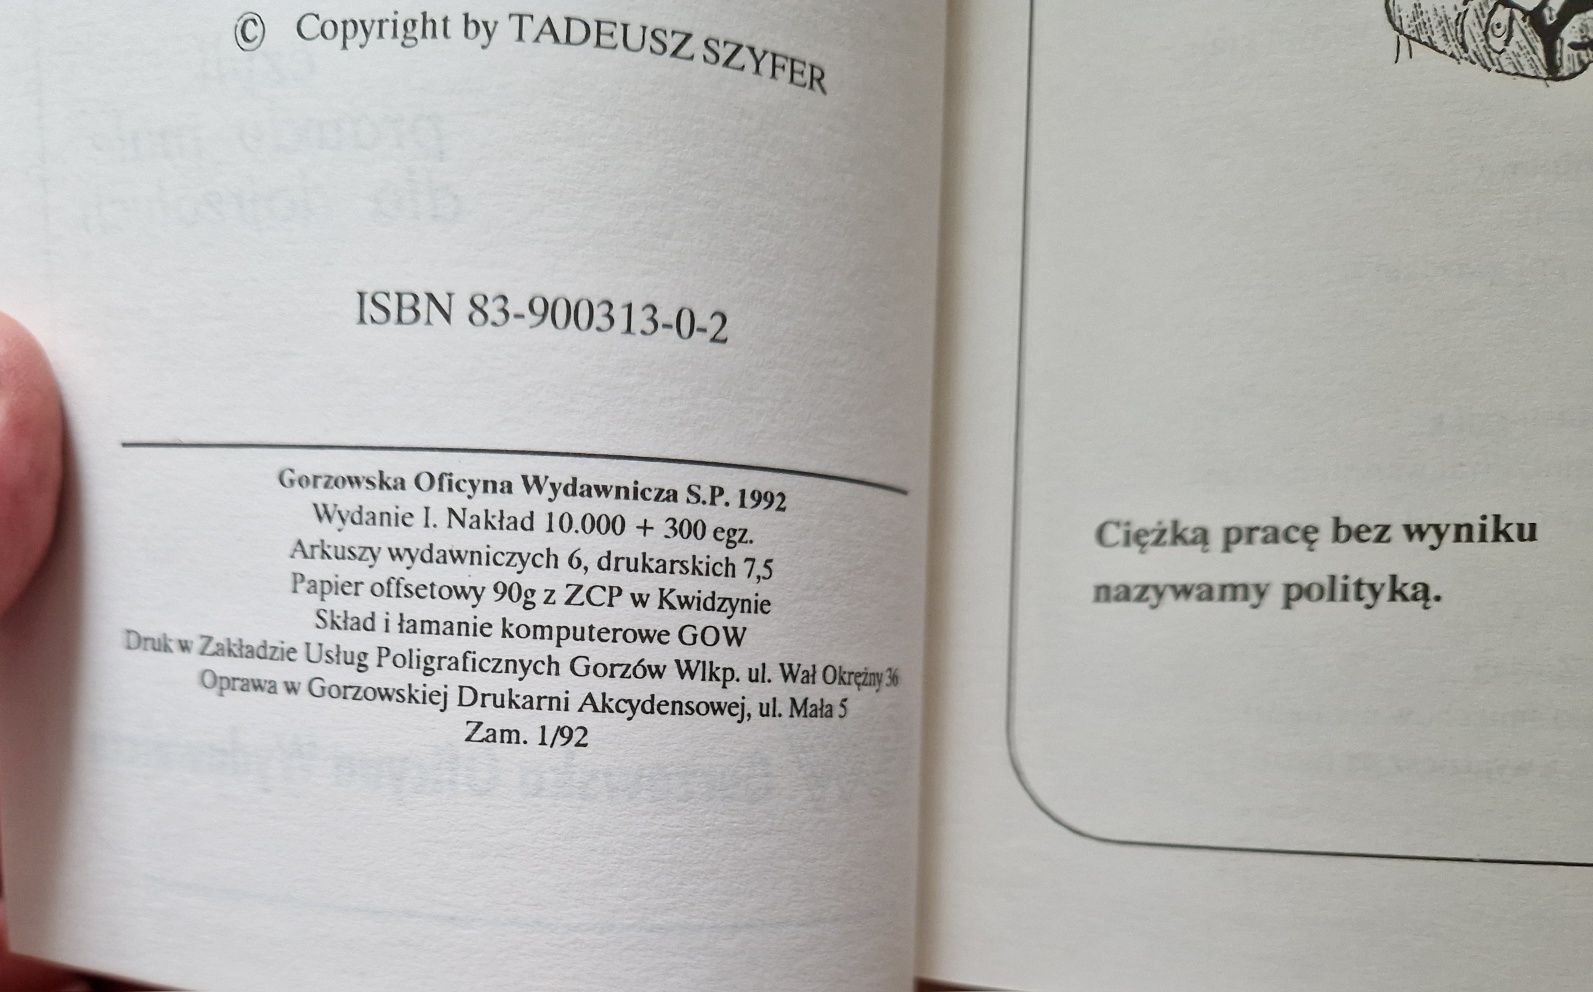 © Copyright by TADEUSZ SZYFER
ISBN 83-900313-0-2
Gorzowska Oficyna Wydawnicza S.P. 1992
Wydanie I. Nakład 10.000 + 300 egz.
Arkuszy wydawniczych 6, drukarskich 7,5
Papier offsetowy 90g z ZCP w Kwidzynie
Skład i łamanie komputerowe GOW
Druk w Zakładzie Usług Poligraficznych Gorzów Wlkp. ul. Wał Okrężny 36
Oprawa w Gorzowskiej Drukarni Akcydensowej, ul. Mała 5
Zam. 1/92
Ciężką pracę bez wyniku
nazywamy polityką.